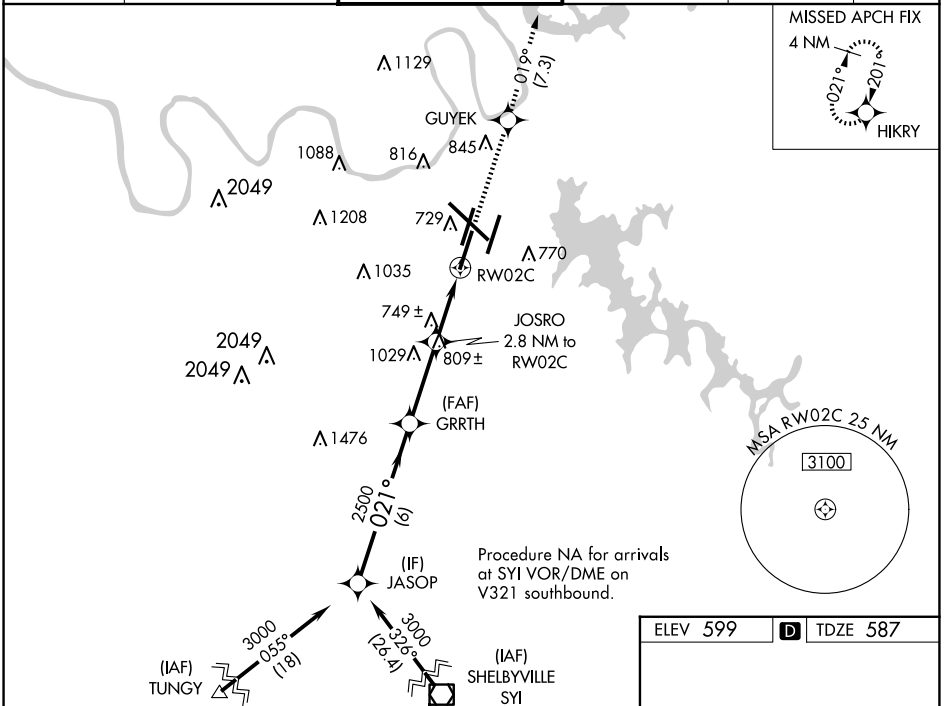 MISSED APCH FIX
4 NM
021°
201°
HIKRY
1129
019°
(7.3)
GUYEK
845
1088
816
2049
1208
729
770
RW02C
1035
749 ±
JOSRO
2.8 NM to
RW02C
2049
1029
809 ±
2049
(FAF)
GRRTH
1476
MSA RW02C 25 NM
3100
2500
021°
(6)
(IF)
JASOP
Procedure NA for arrivals
at SYI VOR/DME on
V321 southbound.
3000
055°
(18)
3000
326°
(26.4)
(IAF)
TUNGY
(IAF)
SHELBYVILLE
SYI
ELEV 599 D TDZE 587